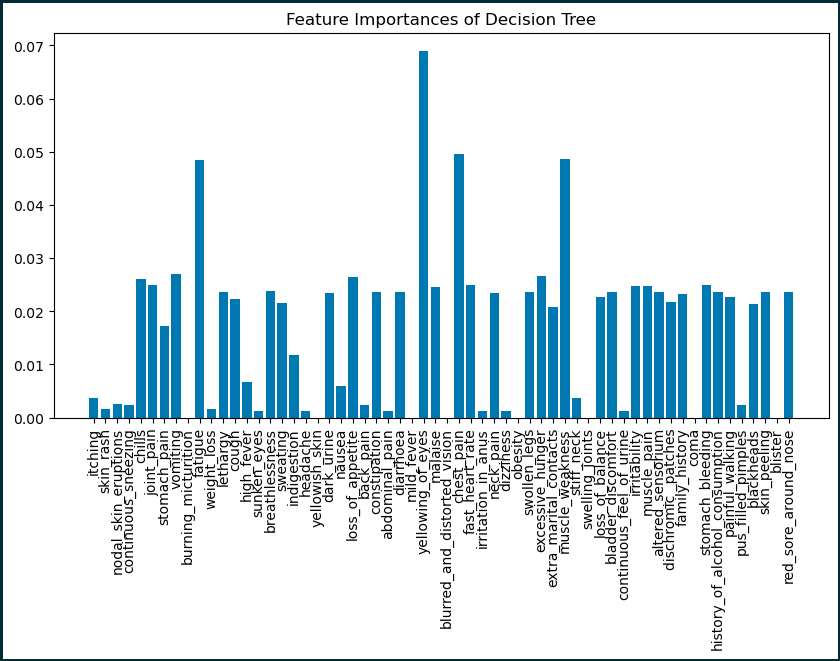 Feature Importances of Decision Tree
0.07
0.06
0.05
0.04
0.03
0.02
0.01
0.00
itching
skin_rash
nodal_skin_eruptions
continuous_sneezing
chills
joint_pain
stomach_pain
vomiting
burning_micturition
fatigue
weight_loss
lethargy
cough
high_fever
sunken_eyes
breathlessness
sweating
indigestion
headache
yellowish_skin
dark_urine
nausea
loss_of_appetite
back_pain
constipation
abdominal_pain
diarrhoea
mild_fever
yellowing_of_eyes
malaise
blurred_and_distorted_vision
chest_pain
fast_heart_rate
irritation_in_anus
neck_pain
dizziness
obesity
swollen_legs
excessive_hunger
extra_marital_contacts
muscle_weakness
stiff_neck
swelling_joints
loss_of_balance
bladder_discomfort
continuous_feel_of_urine
irritability
muscle_pain
altered_sensorium
dischromic_patches
family_history
coma
stomach_bleeding
history_of_alcohol_consumption
painful_walking
pus_filled_pimples
blackheads
skin_peeling
blister
red_sore_around_nose